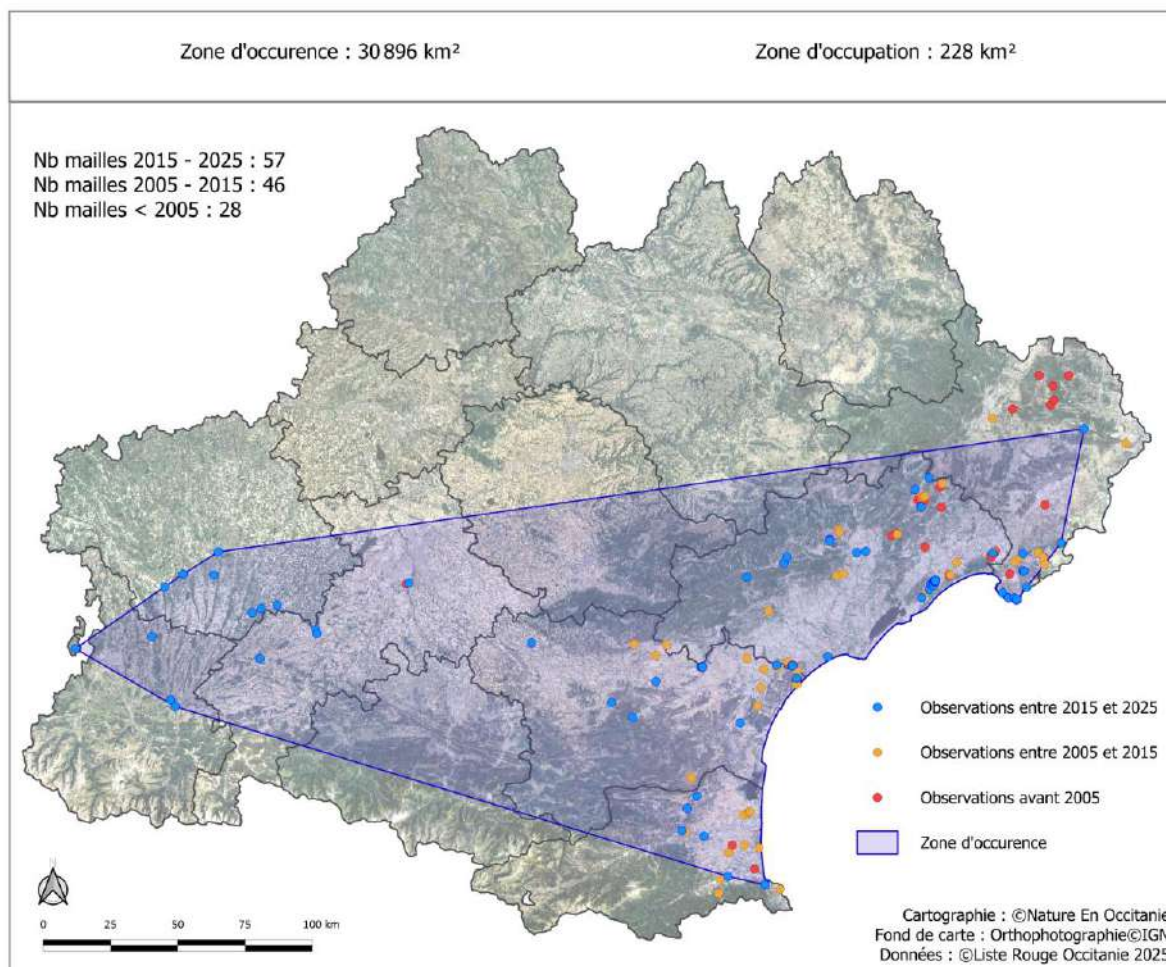 Zone d'occurence : 30 896 km²
Zone d'occupation : 228 km²
Nb mailles 2015 - 2025 : 57
Nb mailles 2005 - 2015 : 46
Nb mailles < 2005 : 28
Observations entre 2015 et 2025
Observations entre 2005 et 2015
Observations avant 2005
Zone d'occurence
N
0 25 50 75 100 km
Cartographie : ©Nature En Occitanie
Fond de carte : Orthophotographie©IGN
Données : ©Liste Rouge Occitanie 2025